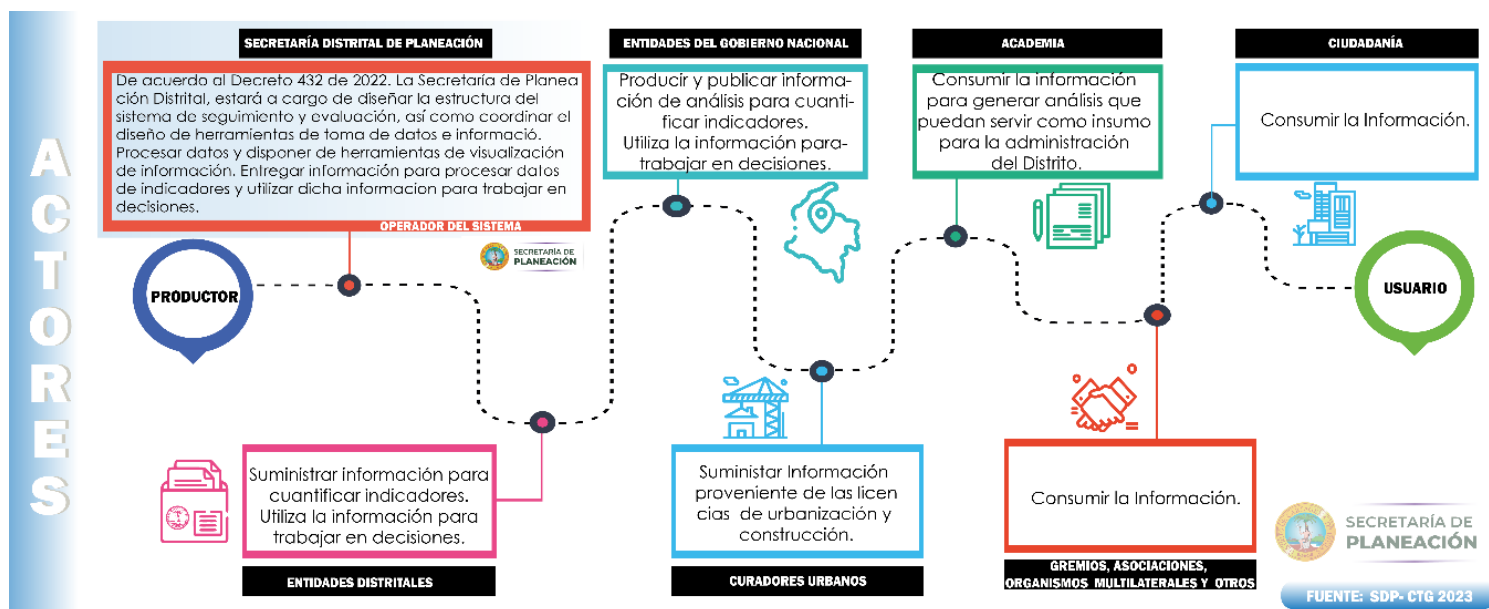 ACTORES
SECRETARÍA DISTRITAL DE PLANEACIÓN
De acuerdo al Decreto 432 de 2022. La Secretaría de Planea
ción Distrital, estará a cargo de diseñar la estructura del
sistema de seguimiento y evaluación, así como coordinar el
diseño de herramientas de toma de datos e informació.
Procesar datos y disponer de herramientas de visualización
de información. Entregar información para procesar datos
de indicadores y utilizar dicha informacion para trabajar en
decisiones.
OPERADOR DEL SISTEMA
SECRETARÍA DE
PLANEACIÓN
PRODUCTOR
ENTIDADES DEL GOBIERNO NACIONAL
Producir y publicar informa-
ción de análisis para cuanti-
ficar indicadores.
Utiliza la información para-
trabajar en decisiones.
ACADEMIA
Consumir la información
para generar análisis que
puedan servir como insumo
para la administración
del Distrito.
CIUDADANÍA
Consumir la Información.
USUARIO
Suministrar información para
cuantificar indicadores.
Utiliza la información para
trabajar en decisiones.
ENTIDADES DISTRITALES
Suministar Información
proveniente de las licen
cias de urbanización y
construcción.
CURADORES URBANOS
Consumir la Información.
GREMIOS, ASOCIACIONES,
ORGANISMOS MULTILATERALES Y OTROS
SECRETARÍA DE
PLANEACIÓN
FUENTE: SDP- CTG 2023